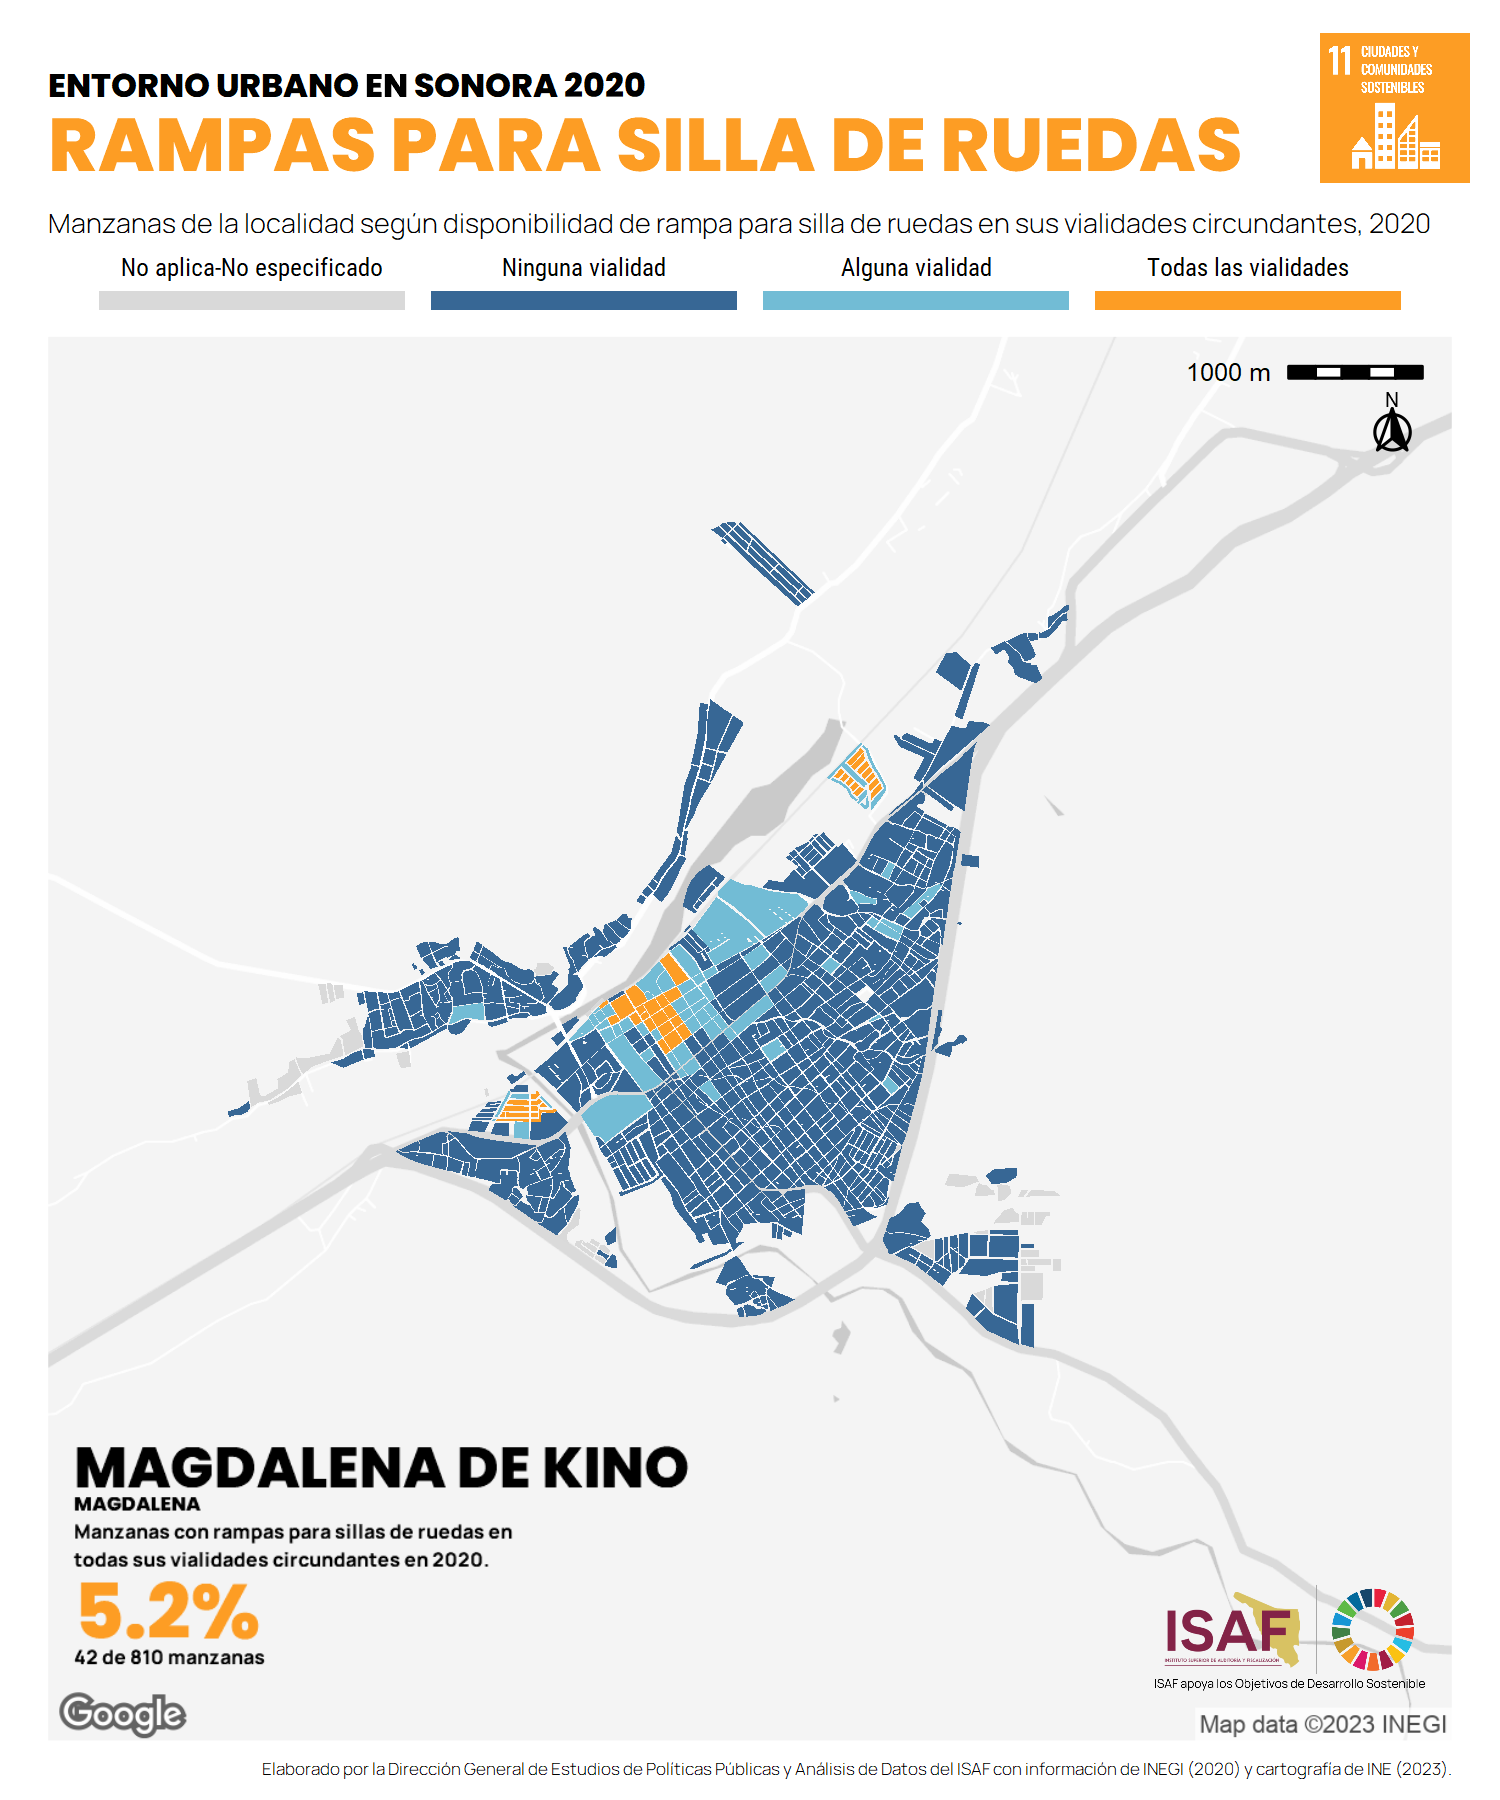 ENTORNO URBANO EN SONORA 2020
RAMPAS PARA SILLA DE RUEDAS
11 CIUDADES Y
COMUNIDADES
SOSTENIBLES
Manzanas de la localidad según disponibilidad de rampa para silla de ruedas en sus vialidades circundantes, 2020
No aplica-No especificado Ninguna vialidad Alguna vialidad Todas las vialidades
1000 m
N
MAGDALENA DE KINO
MAGDALENA
Manzanas con rampas para sillas de ruedas en
todas sus vialidades circundantes en 2020.
5.2%
42 de 810 manzanas
ISAF
INSTITUTO SUPERIOR DE AUDITORÍA Y FISCALIZACIÓN
ISAF apoya los Objetivos de Desarrollo Sostenible
Google
Map data ©2023 INEGI
Elaborado por la Dirección General de Estudios de Políticas Públicas y Análisis de Datos del ISAF con información de INEGI (2020) y cartografía de INE (2023).